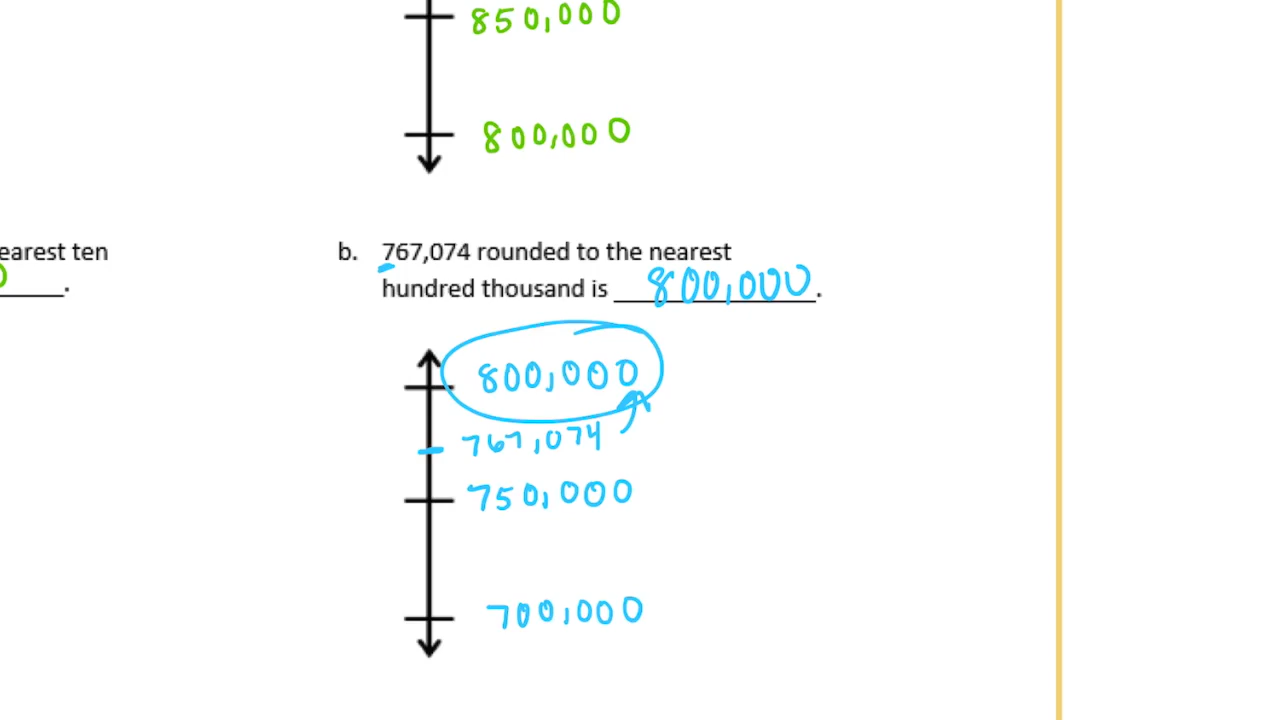 850,000
800,000
earest ten
0
.
b. 767,074 rounded to the nearest
hundred thousand is 800,000.
800,000
767,074
750,000
700,000